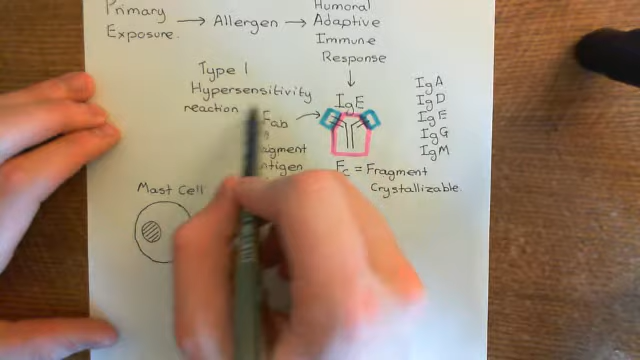 Primary
Exposure.
Allergen
Humoral
Adaptive
Immune
Response
Type 1
Hypersensitivity
reaction
IgE
Fab
=
Fc = Fragment
Crystallizable
IgA
IgD
IgE
IgG
IgM
Mast Cell